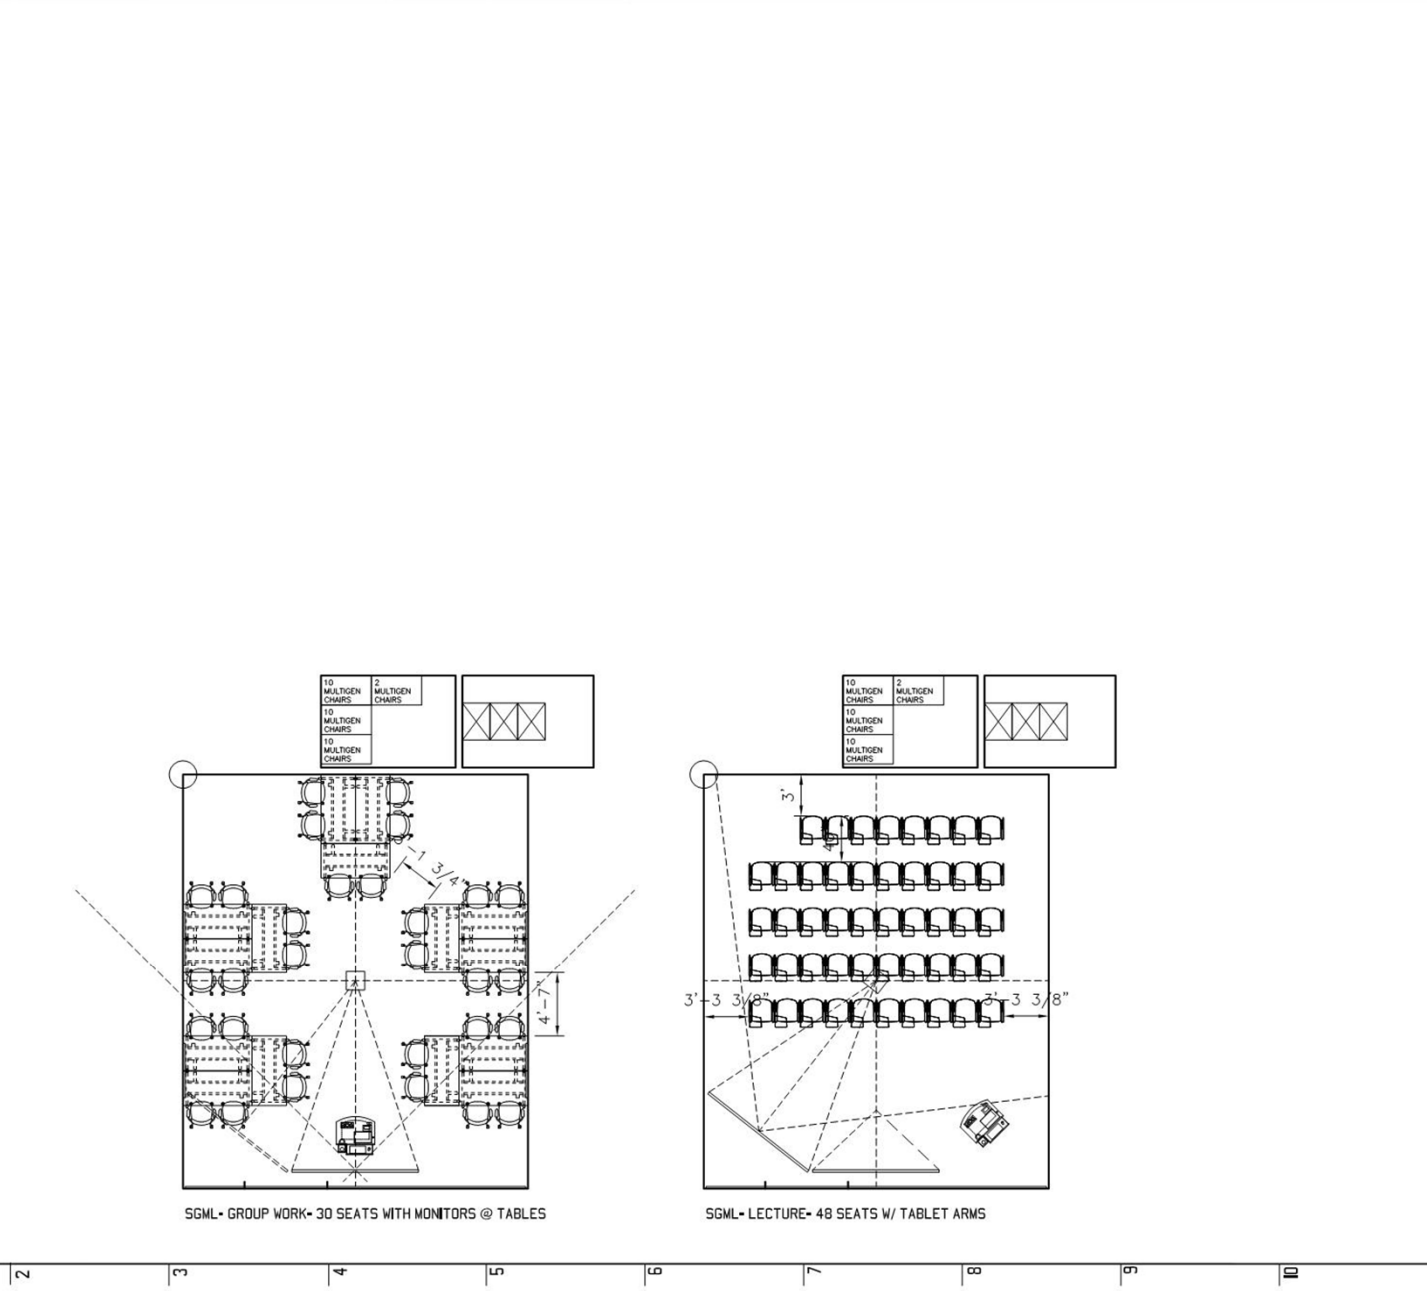 10
MULTIGEN
CHAIRS
2
MULTIGEN
CHAIRS
10
MULTIGEN
CHAIRS
10
MULTIGEN
CHAIRS
10
MULTIGEN
CHAIRS
2
MULTIGEN
CHAIRS
10
MULTIGEN
CHAIRS
10
MULTIGEN
CHAIRS
-1 3/4"
4'-7"
3'
3'-3 3/8"
3'-3 3/8"
SGML- GROUP WORK- 30 SEATS WITH MONITORS @ TABLES
SGML- LECTURE- 48 SEATS W/ TABLET ARMS
2
3
4
5
6
7
8
9
10